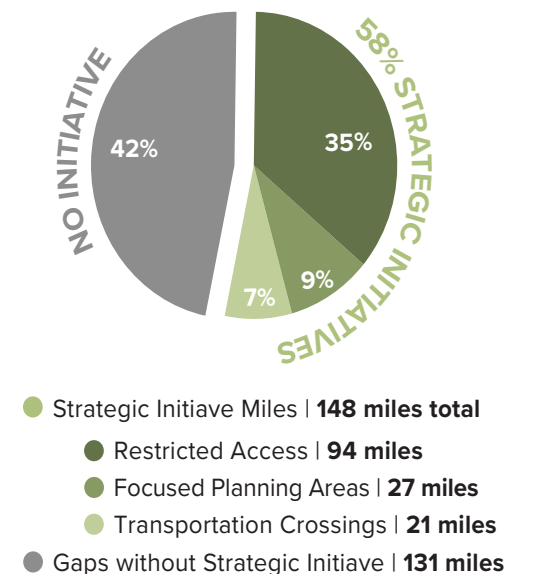 NO INITIATIVE
42%
58% STRATEGIC INITIATIVES
35%
9%
7%
Strategic Initiave Miles | 148 miles total
Restricted Access | 94 miles
Focused Planning Areas | 27 miles
Transportation Crossings | 21 miles
Gaps without Strategic Initiave | 131 miles